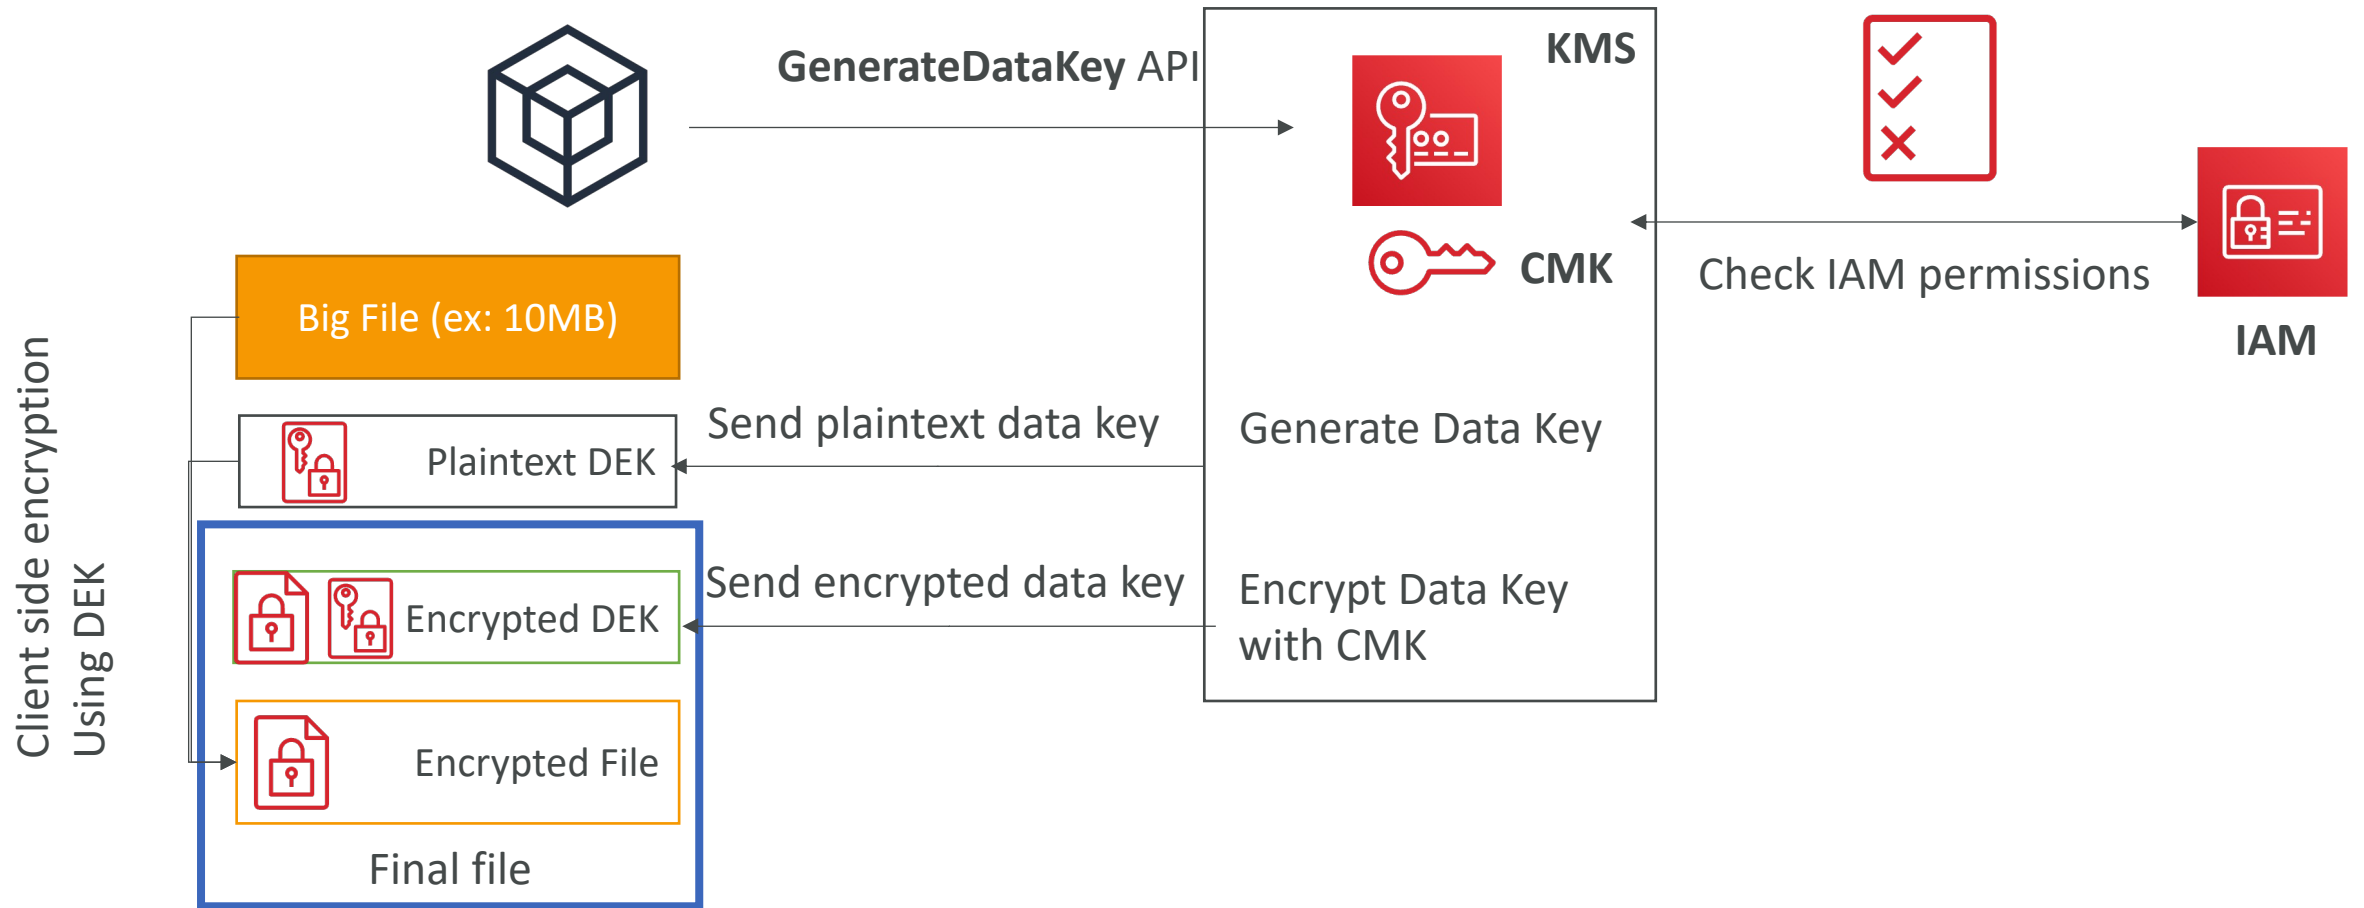 GenerateDataKey API
KMS
CMK
Check IAM permissions
IAM
Big File (ex: 10MB)
Client side encryption
Using DEK
Plaintext DEK
Send plaintext data key
Generate Data Key
Encrypted DEK
Send encrypted data key
Encrypt Data Key
with CMK
Encrypted File
Final file